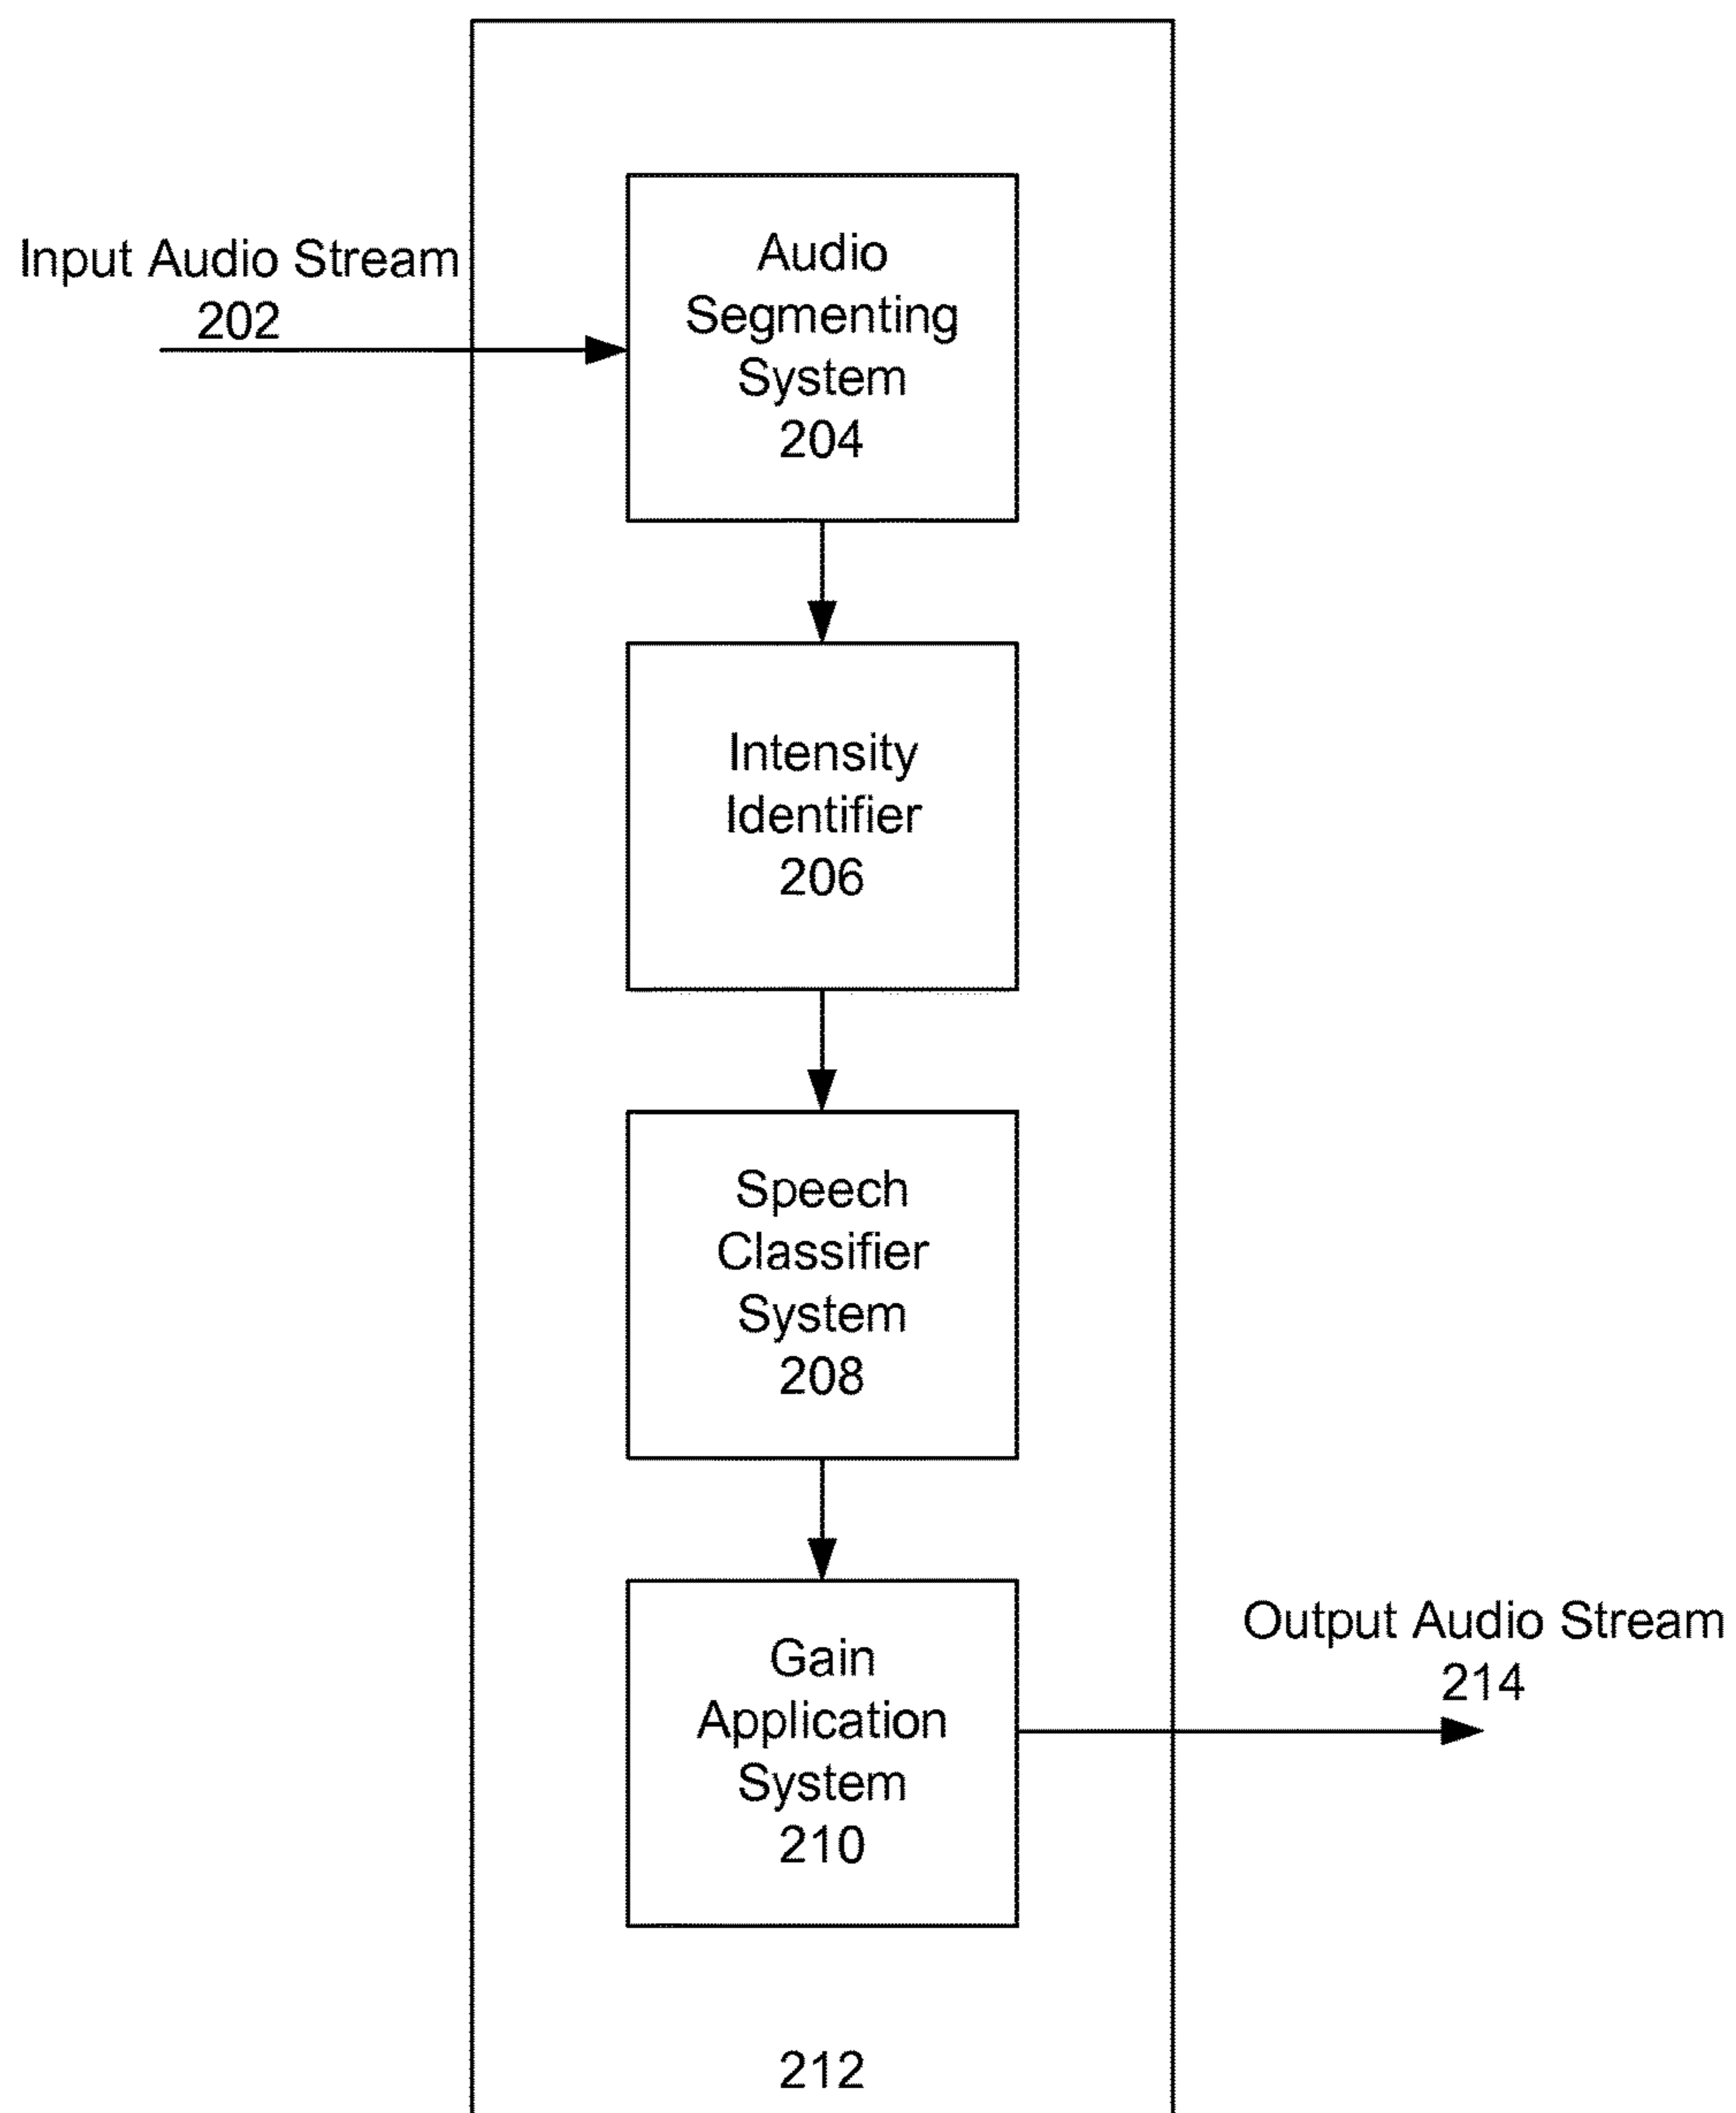 Input Audio Stream
202
Audio
Segmenting
System
204
Intensity
Identifier
206
Speech
Classifier
System
208
Gain
Application
System
210
Output Audio Stream
214
212